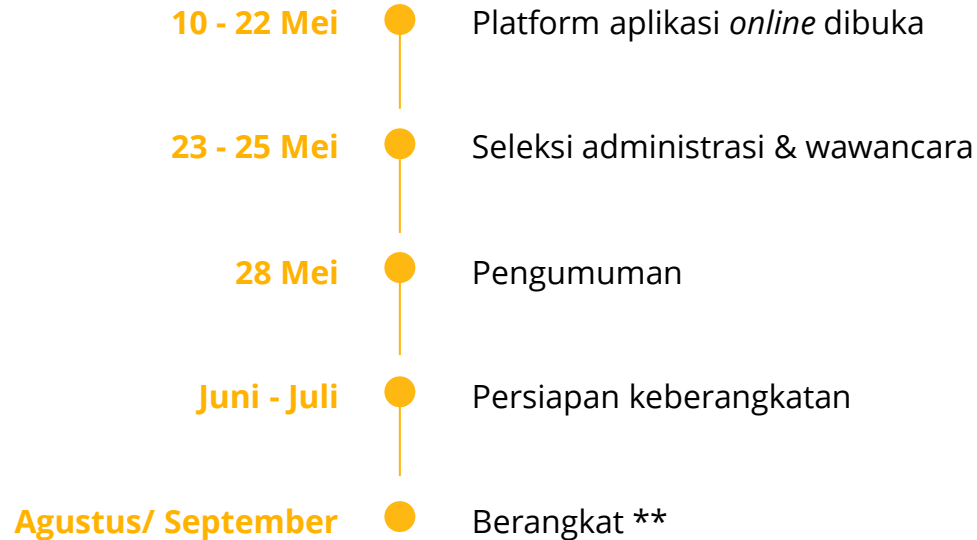 10 - 22 Mei Platform aplikasi online dibuka
23 - 25 Mei Seleksi administrasi & wawancara
28 Mei Pengumuman
Juni - Juli Persiapan keberangkatan
Agustus/ September Berangkat **